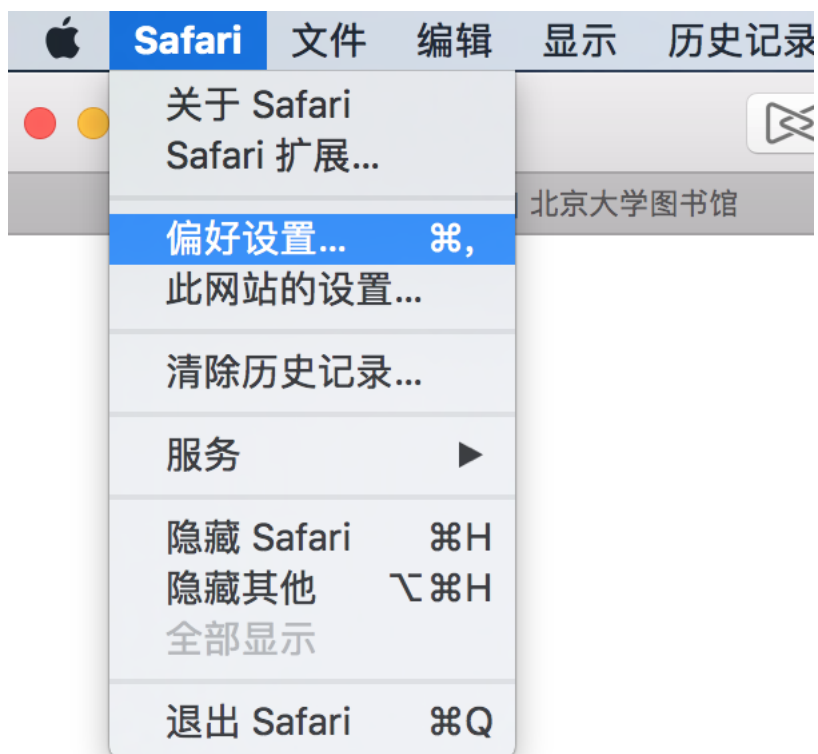 Safari 文件 编辑 显示 历史记录
关于 Safari
Safari 扩展...
北京大学图书馆
偏好设置... ⌘,
此网站的设置...
清除历史记录...
服务 ▶
隐藏 Safari ⌘H
隐藏其他 ⌥⌘H
全部显示
退出 Safari ⌘Q